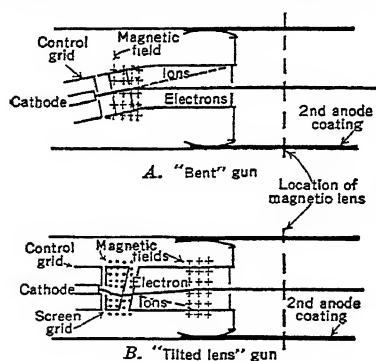 Control
grid
Magnetic
field
Ions
Cathode
Electrons
2nd anode
coating
A. "Bent" gun
Location of
magnetic lens
Control
grid
Magnetic
fields
Electron
Cathode
Ions
2nd anode
coating
Screen
grid
B. "Tilted lens" gun